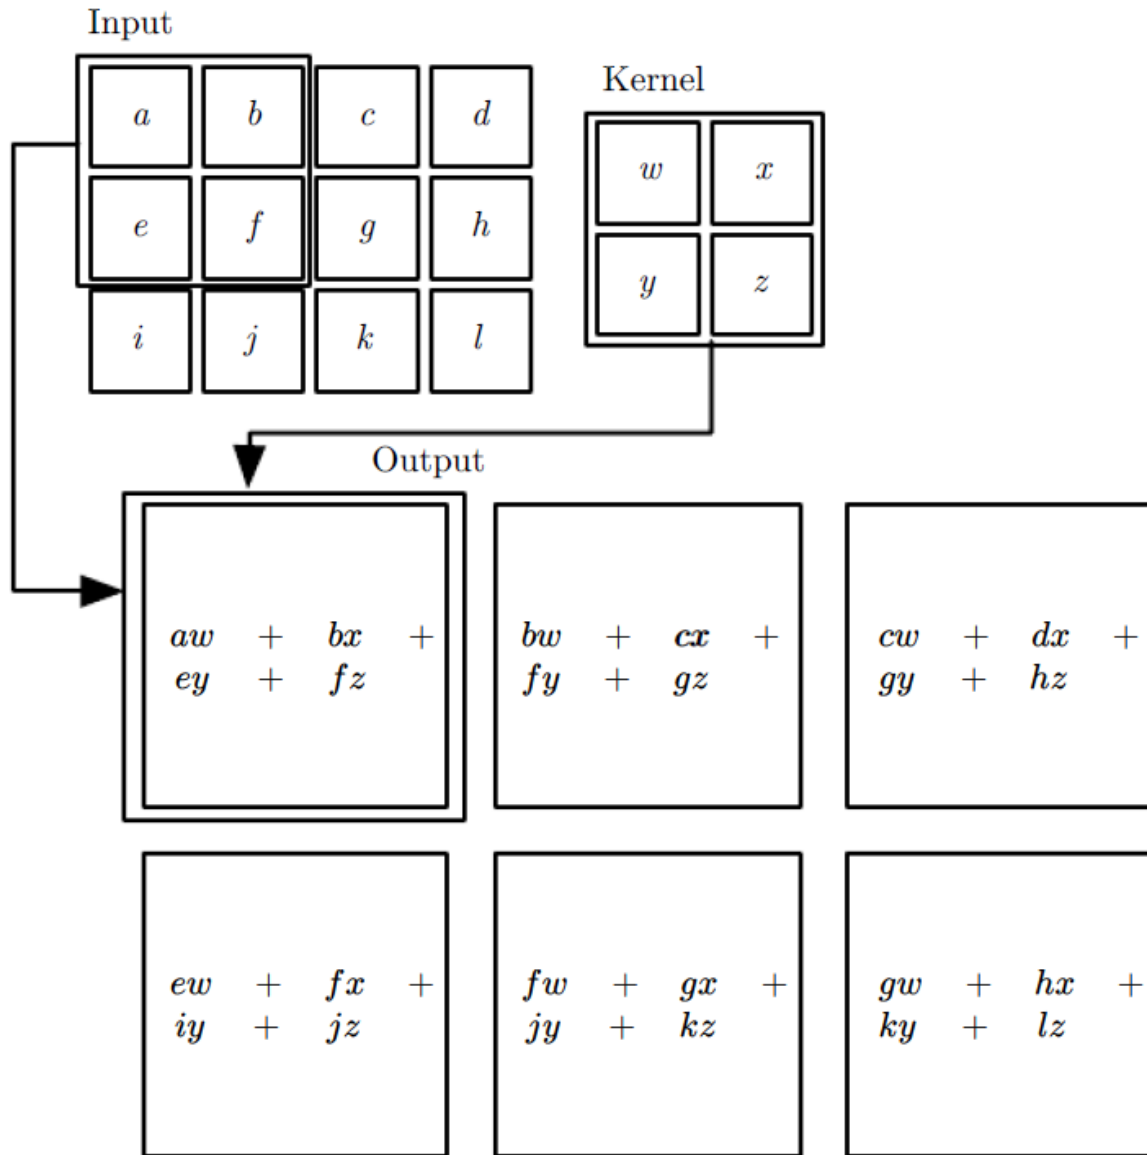 Input
Kernel
a b c d
w x
e f g h
y z
i j k l
Output
aw + bx +
ey + fz
bw + cx +
fy + gz
cw + dx +
gy + hz
ew + fx +
iy + jz
fw + gx +
jy + kz
gw + hx +
ky + lz